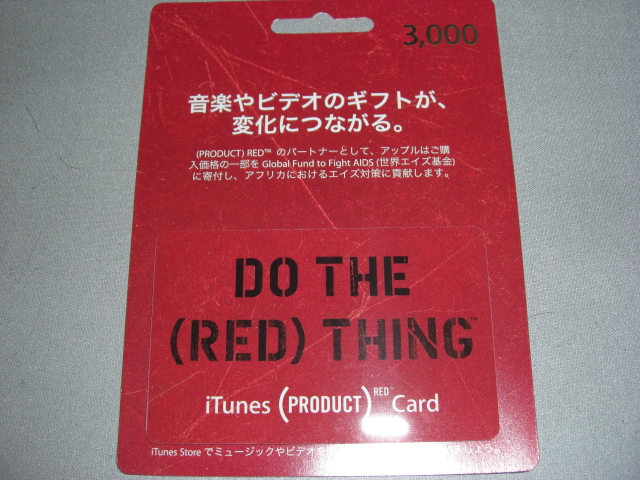 3,000
音楽やビデオのギフトが、
変化につながる。
(PRODUCT) RED™ のパートナーとして、アップルはご購
入価格の一部を Global Fund to Fight AIDS (世界エイズ基金)
に寄付し、アフリカにおけるエイズ対策に貢献します。
DO THE
(RED) THING™
iTunes (PRODUCT) RED™ Card
iTunes Store でミュージックやビデオを